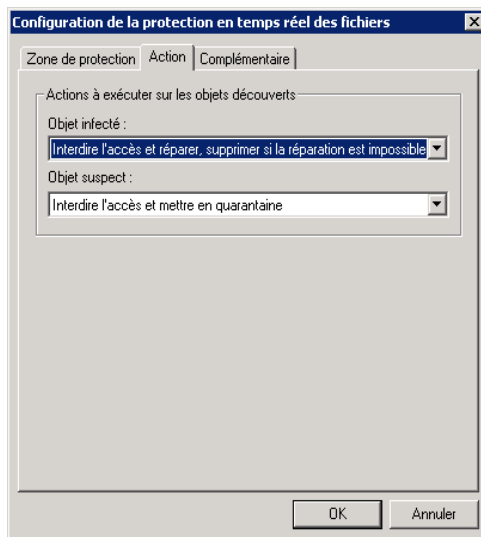 Configuration de la protection en temps réel des fichiers
Zone de protection Action Complémentaire
Actions à exécuter sur les objets découverts
Objet infecté :
Interdire l'accès et réparer, supprimer si la réparation est impossible
Objet suspect :
Interdire l'accès et mettre en quarantaine
OK Annuler